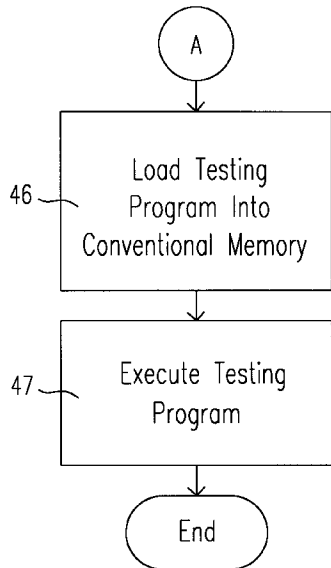 A
46
Load Testing
Program Into
Conventional Memory
47
Execute Testing
Program
End